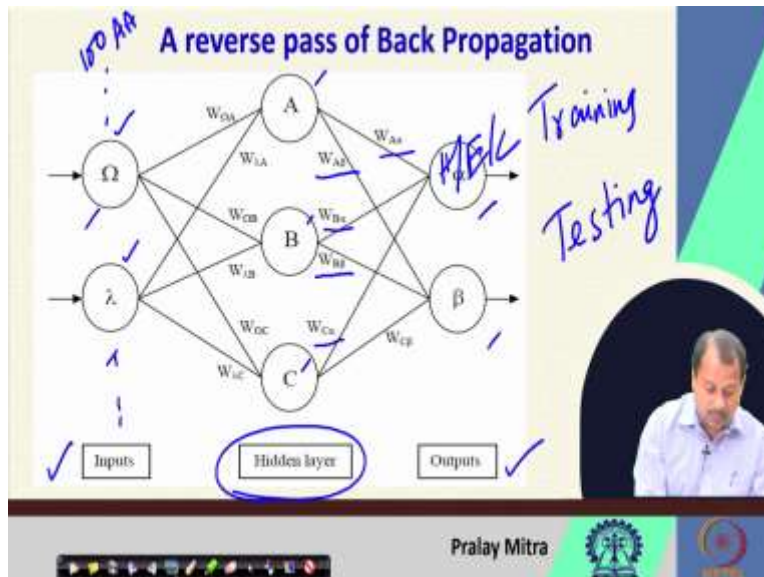 A reverse pass of Back Propagation
100 AA
A
W_ΩA
W_λA
W_Aα
W_Aβ
H/E/C
Training
Ω
α
W_ΩB
W_Bα
B
Testing
W_λB
W_Bβ
λ
β
W_ΩC
W_Cα
W_Cβ
W_λC
C
Inputs
Hidden layer
Outputs
Pralay Mitra